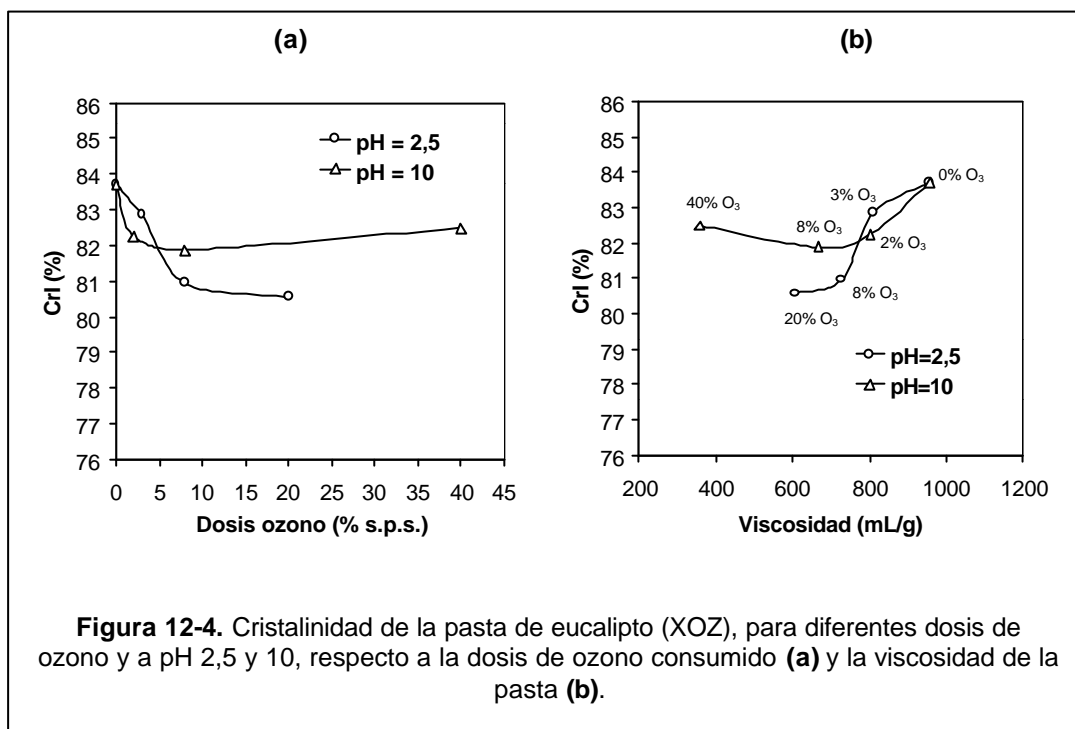 (a)
86
85
84
83
82
81
80
79
78
77
76
CrI (%)
pH = 2,5
pH = 10
0 5 10 15 20 25 30 35 40 45
Dosis ozono (% s.p.s.)
(b)
86
85
84
83
82
81
80
79
78
77
76
CrI (%)
40% O₃
8% O₃
3% O₃
0% O₃
2% O₃
8% O₃
20% O₃
pH=2,5
pH=10
200 400 600 800 1000 1200
Viscosidad (mL/g)
Figura 12-4. Cristalinidad de la pasta de eucalipto (XOZ), para diferentes dosis de
ozono y a pH 2,5 y 10, respecto a la dosis de ozono consumido (a) y la viscosidad de la
pasta (b).